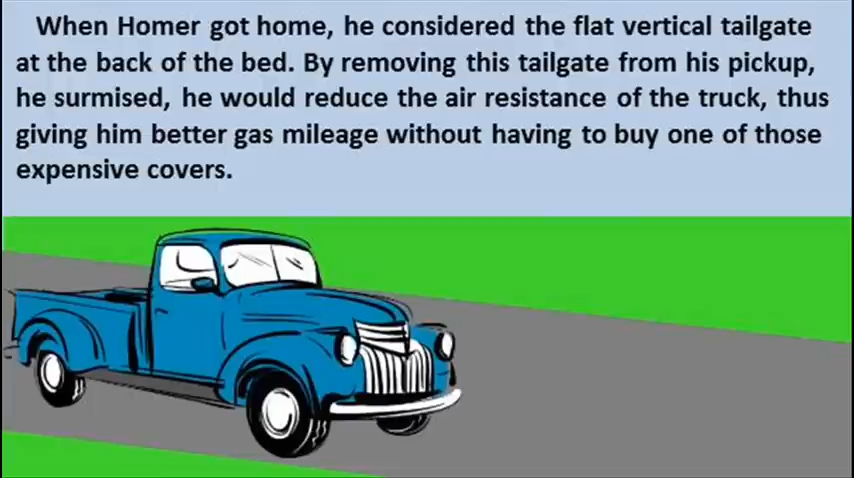 When Homer got home, he considered the flat vertical tailgate
at the back of the bed. By removing this tailgate from his pickup,
he surmised, he would reduce the air resistance of the truck, thus
giving him better gas mileage without having to buy one of those
expensive covers.